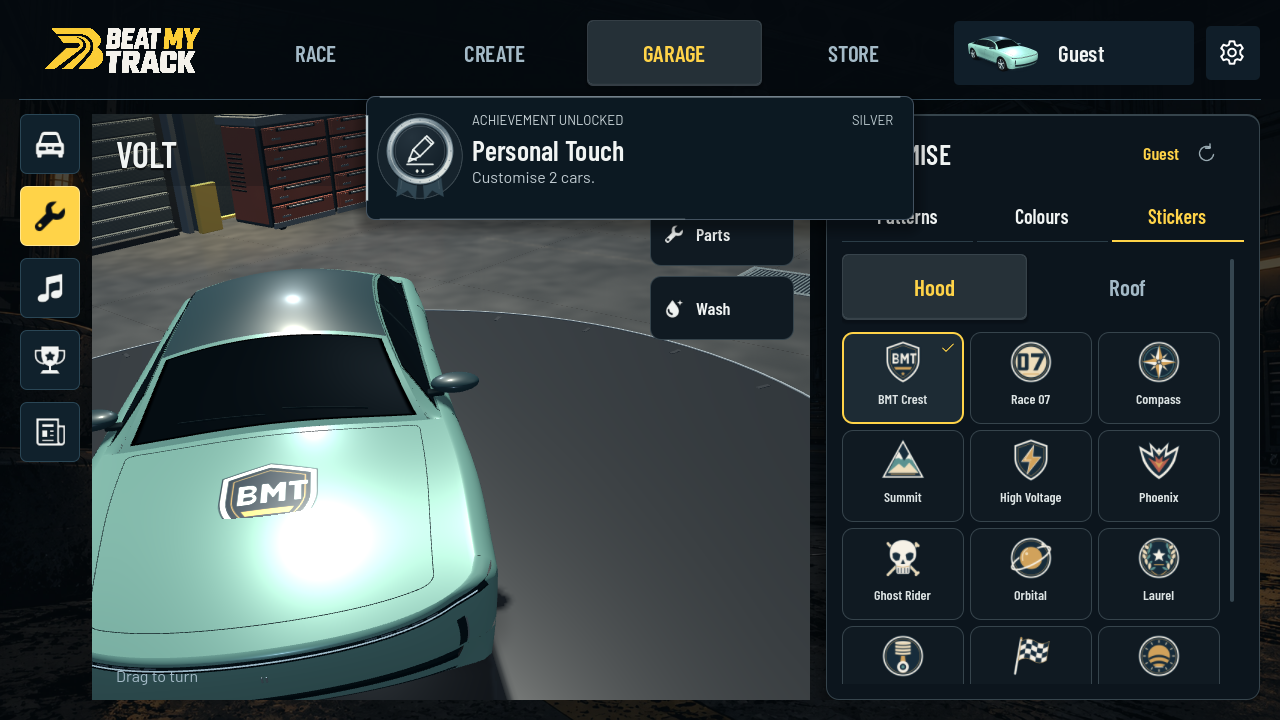 BEAT MY TRACK
RACE
CREATE
GARAGE
STORE
Guest
ACHIEVEMENT UNLOCKED
SILVER
Personal Touch
Customise 2 cars.
VOLT
MISE
Guest
Patterns
Colours
Stickers
Parts
Wash
Hood
Roof
BMT
BMT Crest
07
Race 07
Compass
Summit
High Voltage
Phoenix
Ghost Rider
Orbital
Laurel
BMT
Drag to turn